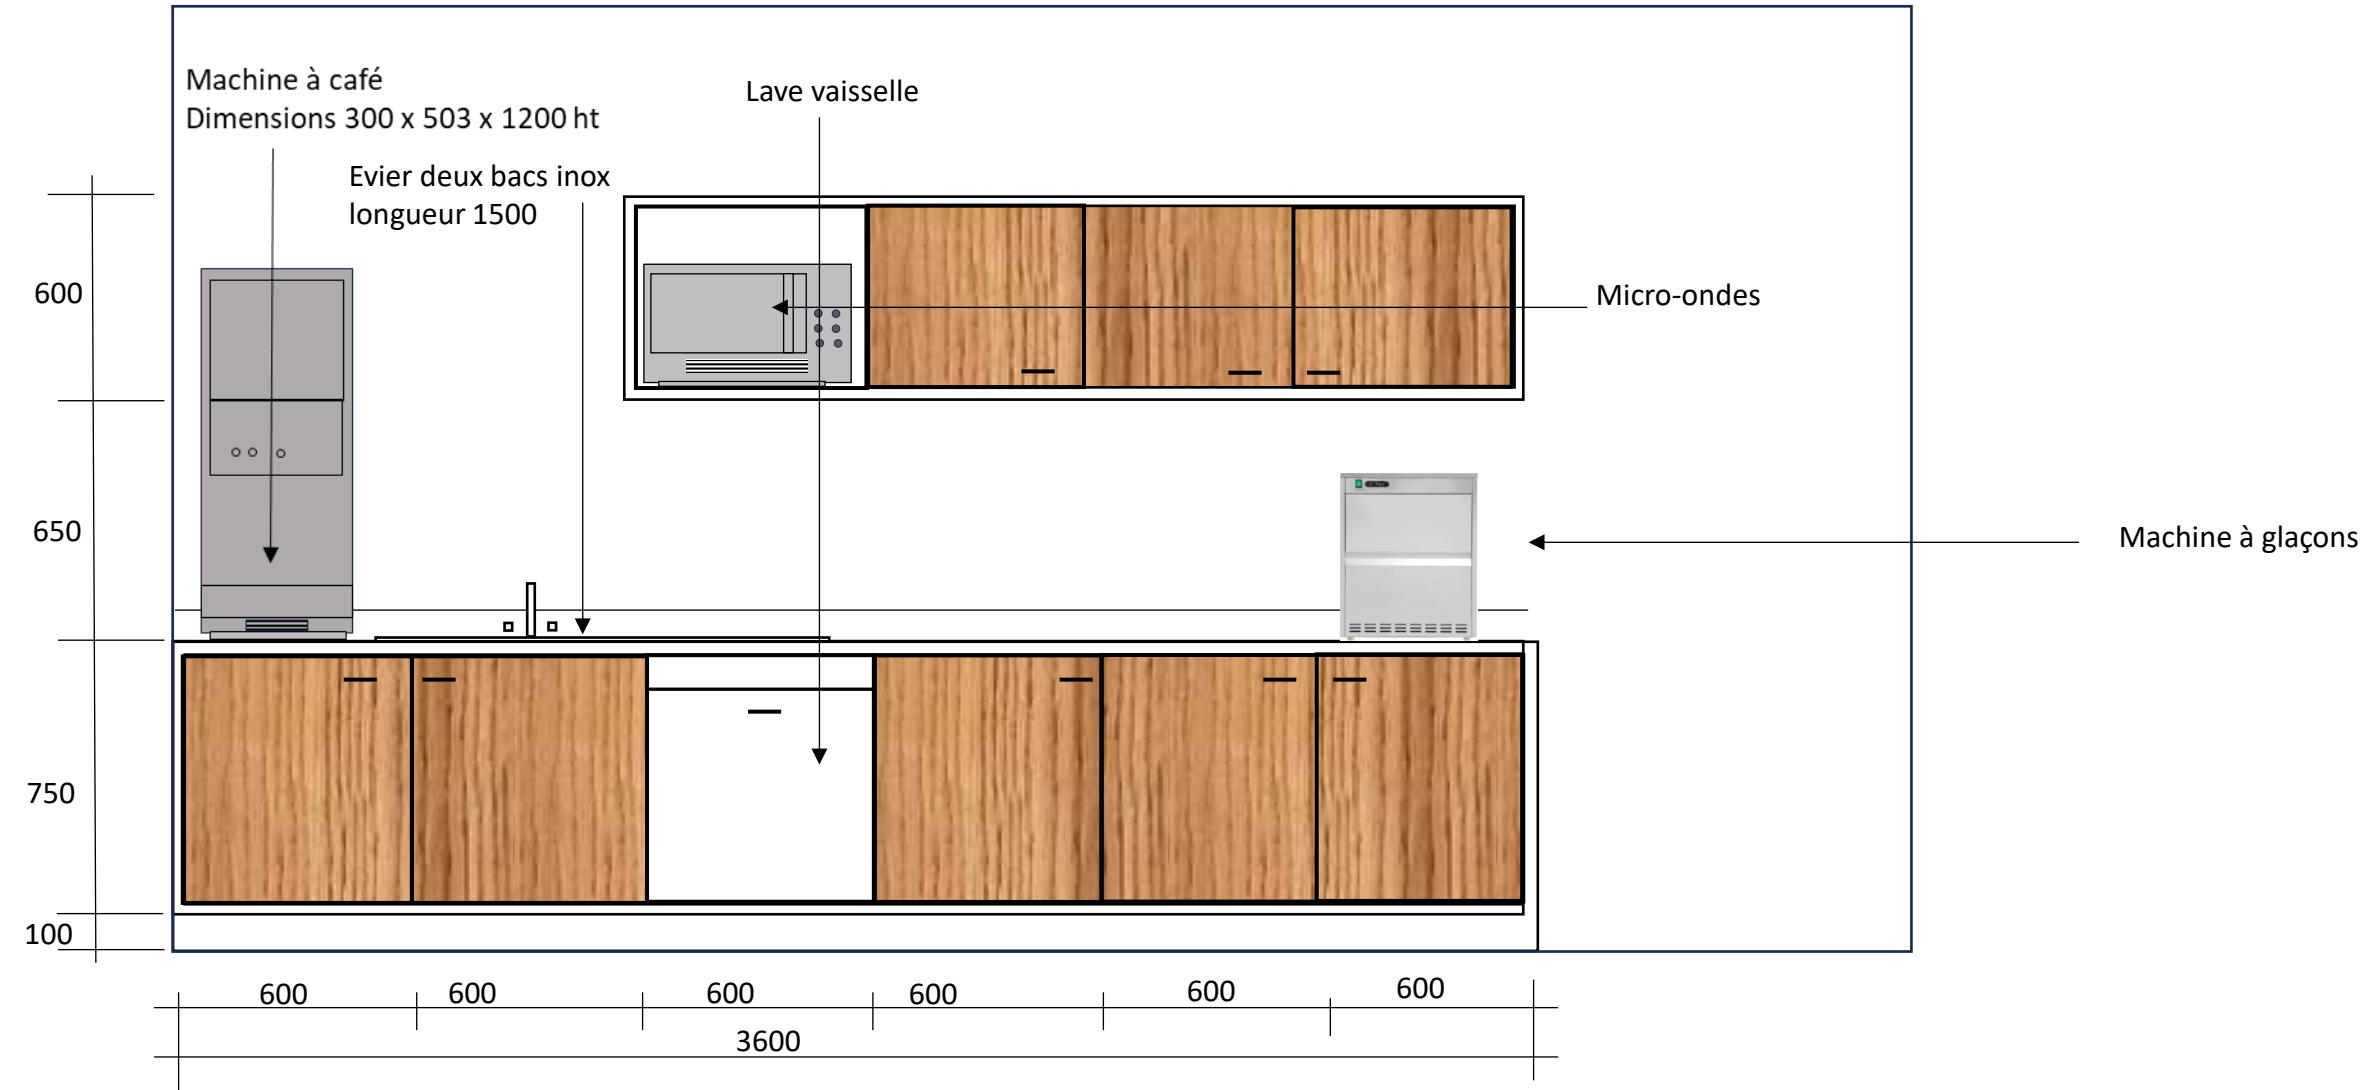 Machine à café
Dimensions 300 x 503 x 1200 ht
Lave vaisselle
Evier deux bacs inox
longueur 1500
600
Micro-ondes
650
Machine à glaçons
750
100
600
600
600
600
600
600
3600